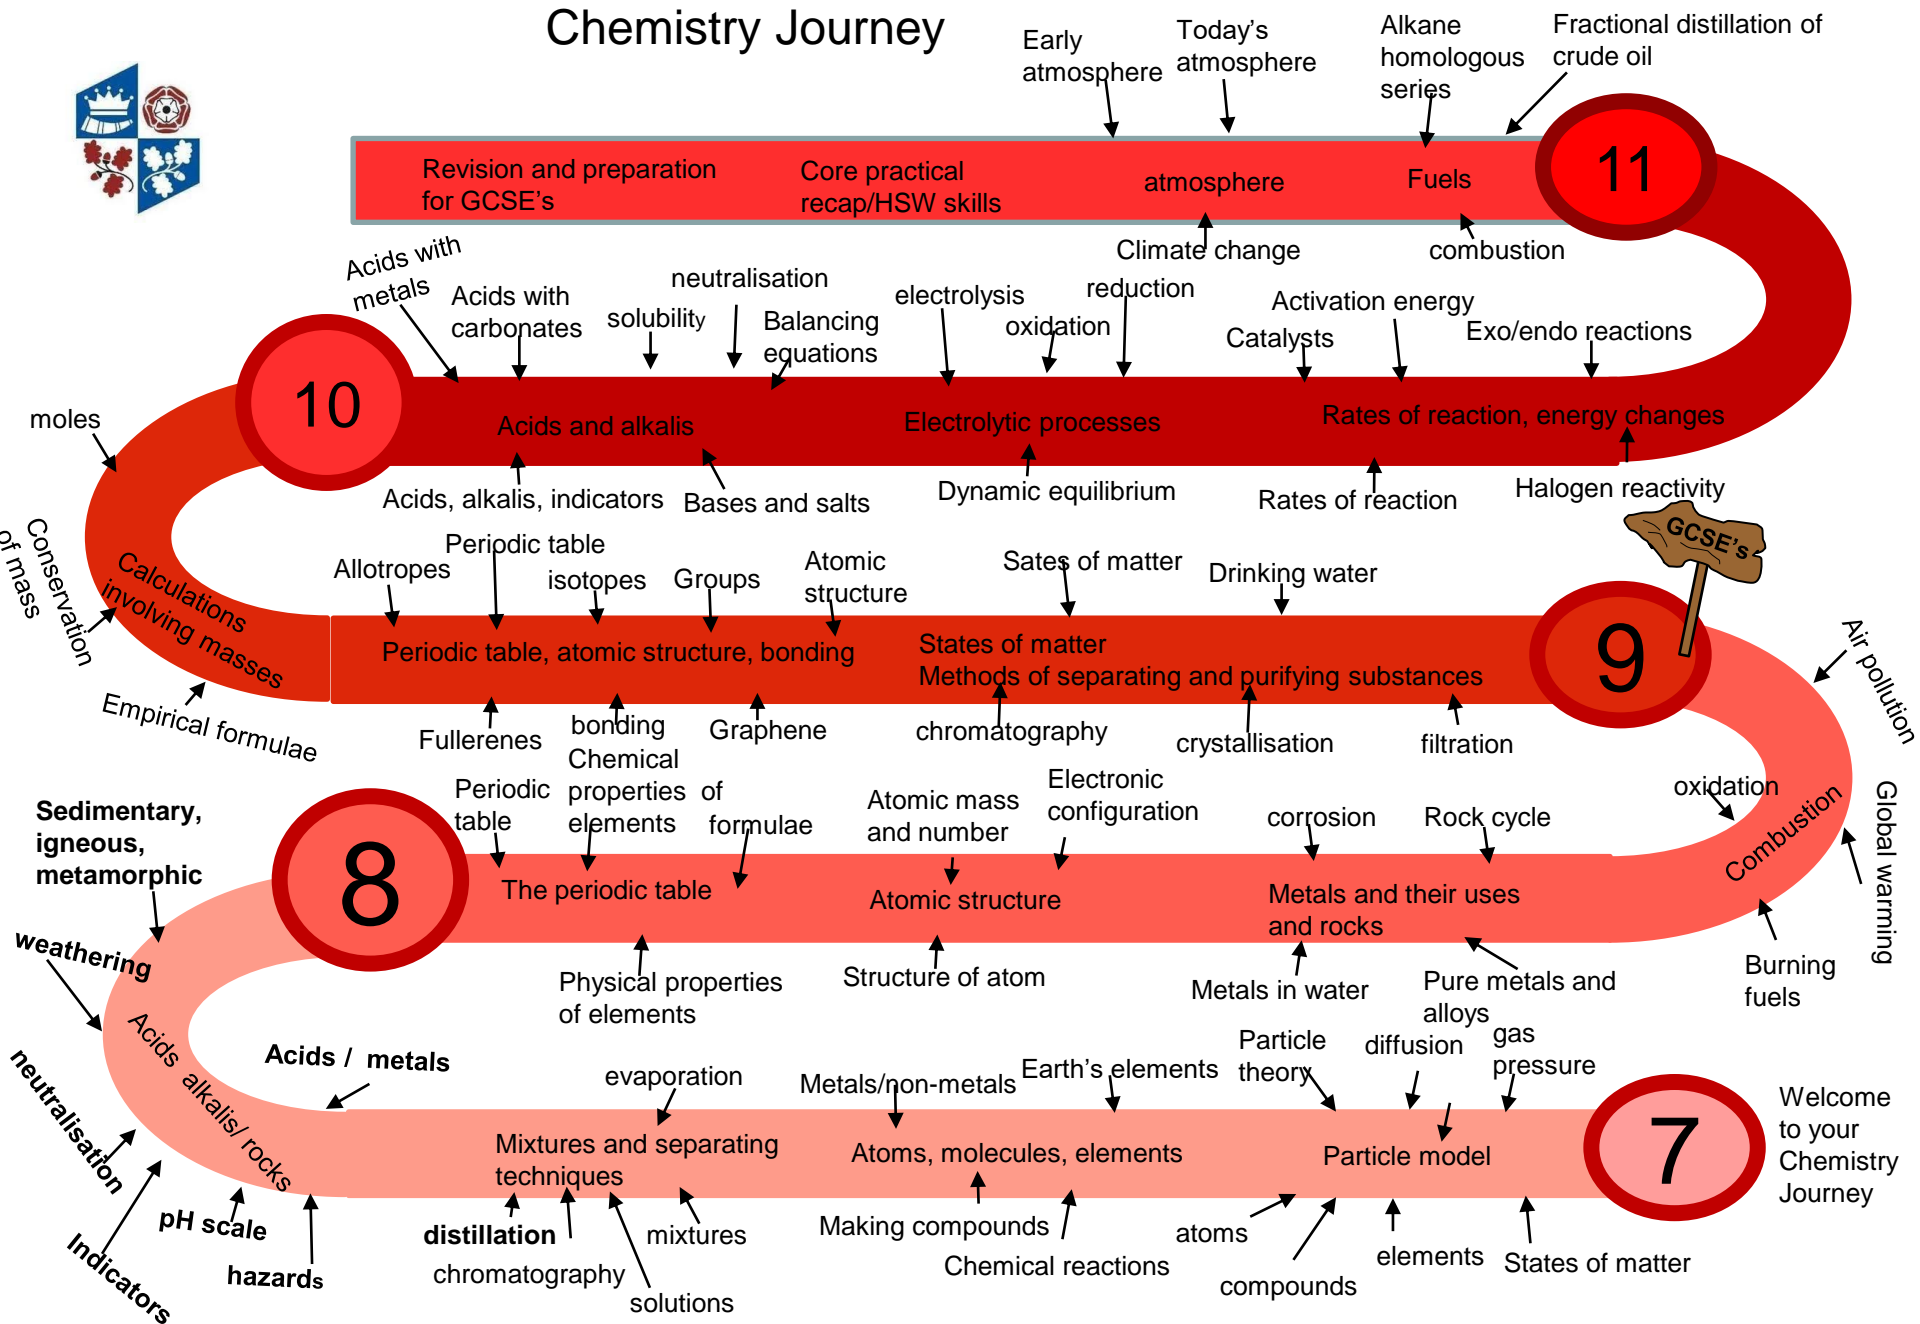 Chemistry Journey
Early
atmosphere
Today's
atmosphere
Alkane
homologous
series
Fractional distillation of
crude oil
11
Revision and preparation
for GCSE's
Core practical
recap/HSW skills
atmosphere
Fuels
Climate change
combustion
Acids with
metals
Acids with
carbonates
solubility
neutralisation
Balancing
equations
electrolysis
oxidation
reduction
Catalysts
Activation energy
Exo/endo reactions
10
Acids and alkalis
Electrolytic processes
Rates of reaction, energy changes
moles
Acids, alkalis, indicators
Bases and salts
Dynamic equilibrium
Rates of reaction
Halogen reactivity
GCSE's
Conservation
of mass
Calculations
involving masses
Empirical formulae
Allotropes
Periodic table
isotopes
Groups
Atomic
structure
Sates of matter
Drinking water
9
Periodic table, atomic structure, bonding
States of matter
Methods of separating and purifying substances
Fullerenes
bonding
Graphene
chromatography
crystallisation
filtration
Air pollution
oxidation
Combustion
Global warming
Burning
fuels
Sedimentary,
igneous,
metamorphic
8
Periodic
table
Chemical
properties of
elements
formulae
Atomic mass
and number
Electronic
configuration
corrosion
Rock cycle
The periodic table
Atomic structure
Metals and their uses
and rocks
weathering
Physical properties
of elements
Structure of atom
Metals in water
Pure metals and
alloys
Acids alkalis/ rocks
Acids / metals
evaporation
Metals/non-metals
Earth's elements
Particle
theory
diffusion
gas
pressure
7
Welcome
to your
Chemistry
Journey
Mixtures and separating
techniques
Atoms, molecules, elements
Particle model
neutralisation
Indicators
pH scale
hazards
distillation
chromatography
solutions
mixtures
Making compounds
Chemical reactions
atoms
compounds
elements
States of matter